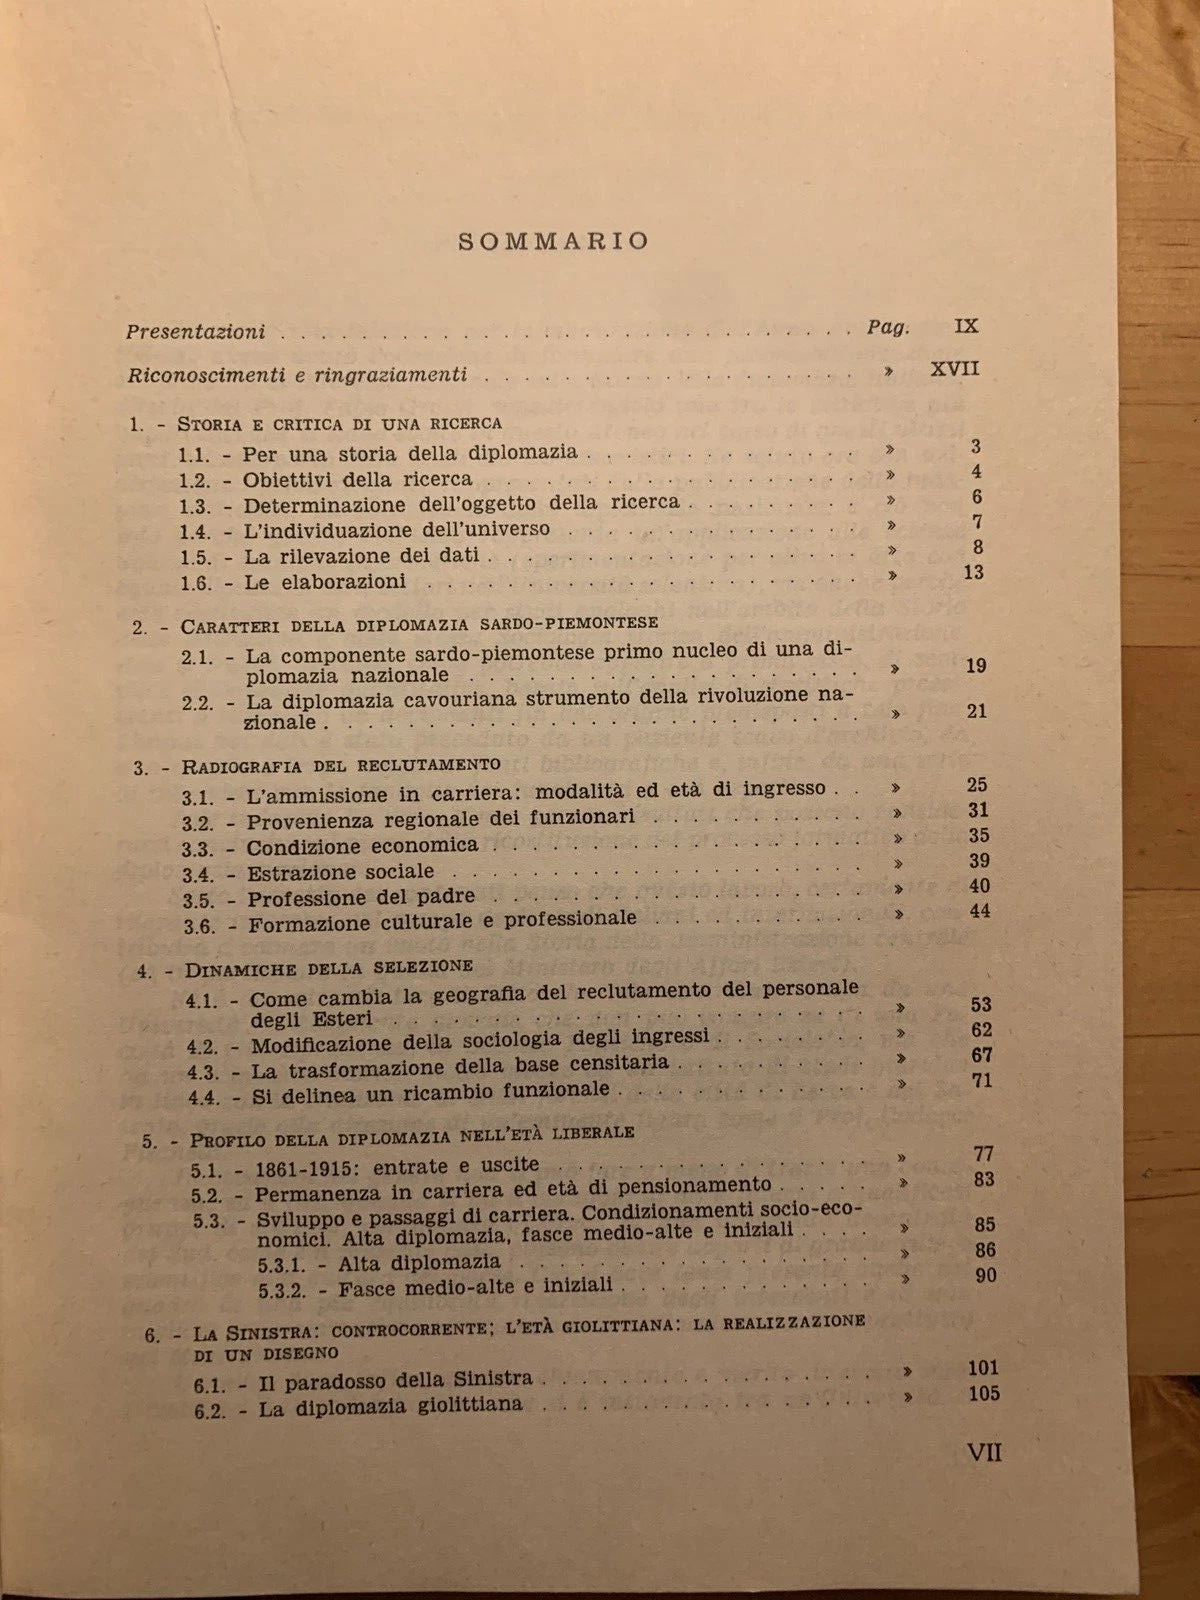 SOMMARIO
Presentazioni . . . . . . . . . . . . . . . . . . . . . . . . . . . . . Pag. IX
Riconoscimenti e ringraziamenti . . . . . . . . . . . . . . . . . . . » XVII
1. - STORIA E CRITICA DI UNA RICERCA
1.1. - Per una storia della diplomazia . . . . . . . . . . . . . . » 3
1.2. - Obiettivi della ricerca . . . . . . . . . . . . . . . . . . . » 4
1.3. - Determinazione dell'oggetto della ricerca . . . . . . . . . » 6
1.4. - L'individuazione dell'universo . . . . . . . . . . . . . . . » 7
1.5. - La rilevazione dei dati . . . . . . . . . . . . . . . . . . . » 8
1.6. - Le elaborazioni . . . . . . . . . . . . . . . . . . . . . . » 13
2. - CARATTERI DELLA DIPLOMAZIA SARDO-PIEMONTESE
2.1. - La componente sardo-piemontese primo nucleo di una di-
plomazia nazionale . . . . . . . . . . . . . . . . . . . . » 19
2.2. - La diplomazia cavouriana strumento della rivoluzione na-
zionale . . . . . . . . . . . . . . . . . . . . . . . . . . . » 21
3. - RADIOGRAFIA DEL RECLUTAMENTO
3.1. - L'ammissione in carriera: modalità ed età di ingresso . . » 25
3.2. - Provenienza regionale dei funzionari . . . . . . . . . . . » 31
3.3. - Condizione economica . . . . . . . . . . . . . . . . . . . » 35
3.4. - Estrazione sociale . . . . . . . . . . . . . . . . . . . . . » 39
3.5. - Professione del padre . . . . . . . . . . . . . . . . . . . » 40
3.6. - Formazione culturale e professionale . . . . . . . . . . . » 44
4. - DINAMICHE DELLA SELEZIONE
4.1. - Come cambia la geografia del reclutamento del personale
degli Esteri . . . . . . . . . . . . . . . . . . . . . . . . » 53
4.2. - Modificazione della sociologia degli ingressi . . . . . . . . » 62
4.3. - La trasformazione della base censitaria . . . . . . . . . . » 67
4.4. - Si delinea un ricambio funzionale . . . . . . . . . . . . . » 71
5. - PROFILO DELLA DIPLOMAZIA NELL'ETÀ LIBERALE
5.1. - 1861-1915: entrate e uscite . . . . . . . . . . . . . . . . » 77
5.2. - Permanenza in carriera ed età di pensionamento . . . . . » 83
5.3. - Sviluppo e passaggi di carriera. Condizionamenti socio-eco-
nomici. Alta diplomazia, fasce medio-alte e iniziali . . . . » 85
5.3.1. - Alta diplomazia . . . . . . . . . . . . . . . . . . » 86
5.3.2. - Fasce medio-alte e iniziali . . . . . . . . . . . . . » 90
6. - LA SINISTRA: CONTROCORRENTE; L'ETÀ GIOLITTIANA: LA REALIZZAZIONE
DI UN DISEGNO
6.1. - Il paradosso della Sinistra . . . . . . . . . . . . . . . . . » 101
6.2. - La diplomazia giolittiana . . . . . . . . . . . . . . . . . » 105
VII